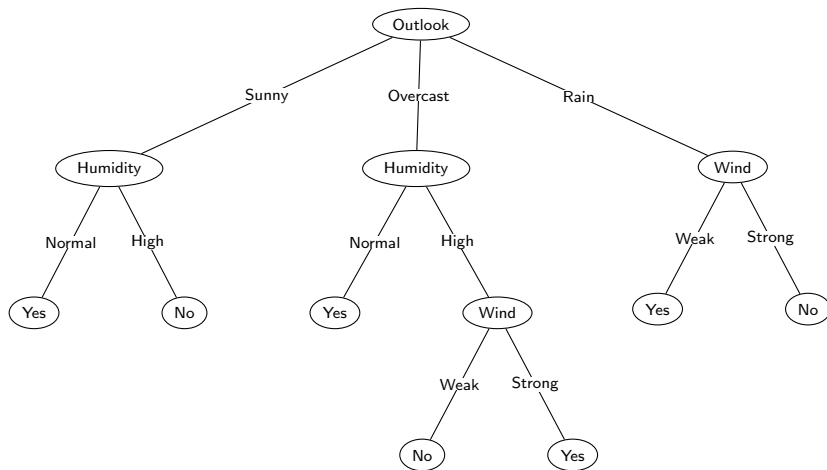 Outlook
Sunny
Overcast
Rain
Humidity
Humidity
Wind
Normal
High
Normal
High
Weak
Strong
Yes
No
Yes
Wind
Yes
No
Weak
Strong
No
Yes